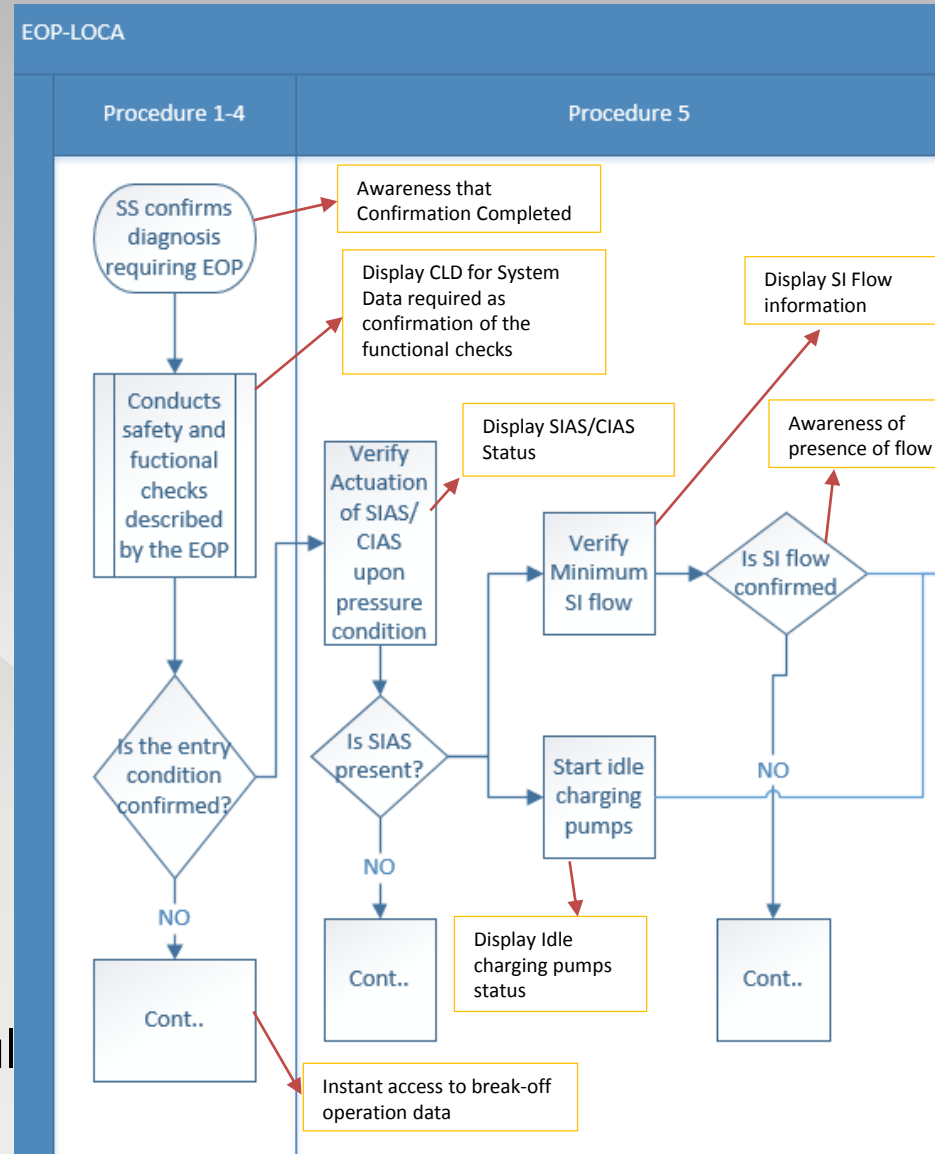 EOP-LOCA
Procedure 1-4
Procedure 5
SS confirms
diagnosis
requiring EOP
Awareness that
Confirmation Completed
Display CLD for System
Data required as
confirmation of the
functional checks
Conducts
safety and
fuctional
checks
described
by the EOP
Is the entry
condition
confirmed?
NO
Cont..
Instant access to break-off
operation data
Verify
Actuation
of SIAS/
CIAS
upon
pressure
condition
Display SIAS/CIAS
Status
Is SIAS
present?
NO
Cont..
Display SI Flow
information
Verify
Minimum
SI flow
Awareness of
presence of flow
Is SI flow
confirmed
NO
Cont..
Start idle
charging
pumps
Display Idle
charging pumps
status